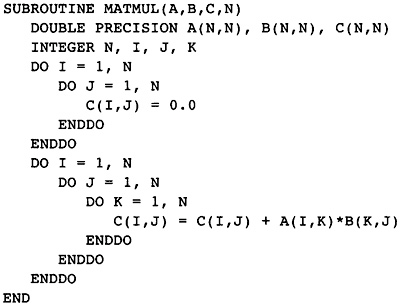 SUBROUTINE MATMUL(A,B,C,N)
   DOUBLE PRECISION A(N,N), B(N,N), C(N,N)
   INTEGER N, I, J, K
   DO I = 1, N
      DO J = 1, N
         C(I,J) = 0.0
      ENDDO
   ENDDO
   DO I = 1, N
      DO J = 1, N
         DO K = 1, N
            C(I,J) = C(I,J) + A(I,K)*B(K,J)
         ENDDO
      ENDDO
   ENDDO
END